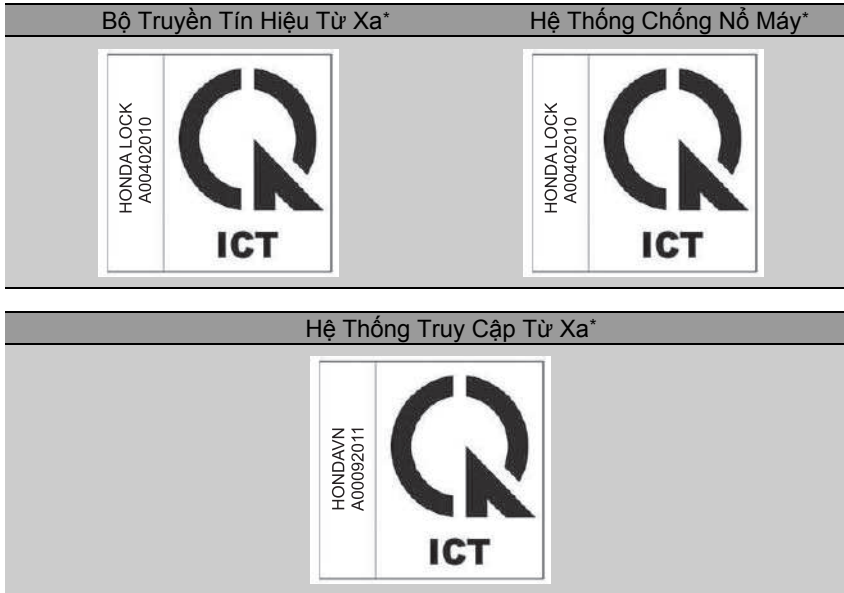 Bộ Truyền Tín Hiệu Từ Xa*
Hệ Thống Chống Nổ Máy*
HONDA LOCK
A00402010
ICT
HONDA LOCK
A00402010
ICT
Hệ Thống Truy Cập Từ Xa*
HONDAVN
A00092011
ICT